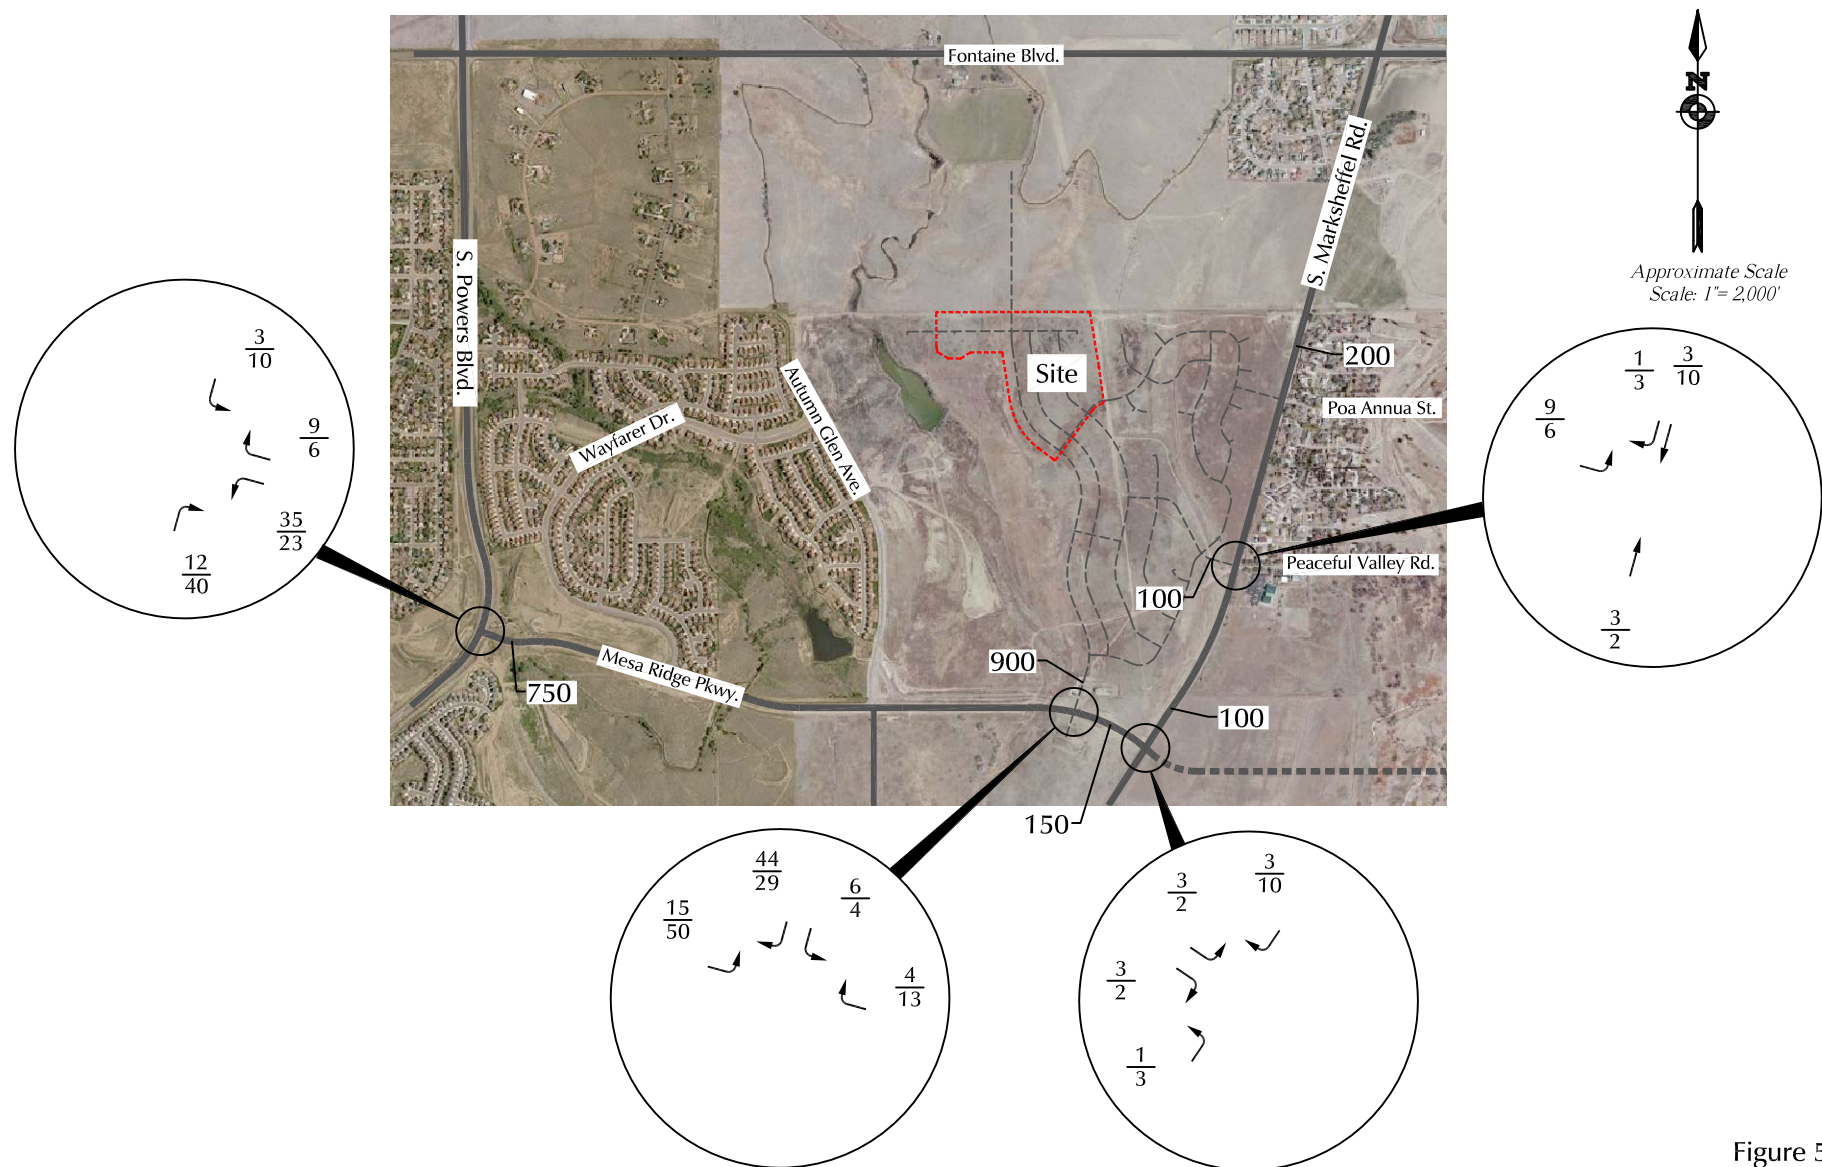 Fontaine Blvd.
N
S. Marksheffel Rd.
Approximate Scale
Scale: 1"= 2,000'
S. Powers Blvd.
3
10
9
6
35
23
12
40
200
Site
Autumn Glen Ave.
Poa Annua St.
Wayfarer Dr.
1
3
3
10
9
6
3
2
Peaceful Valley Rd.
100
900
Mesa Ridge Pkwy.
750
100
150
44
29
6
4
15
50
4
13
3
10
3
2
3
2
1
3
Figure 5